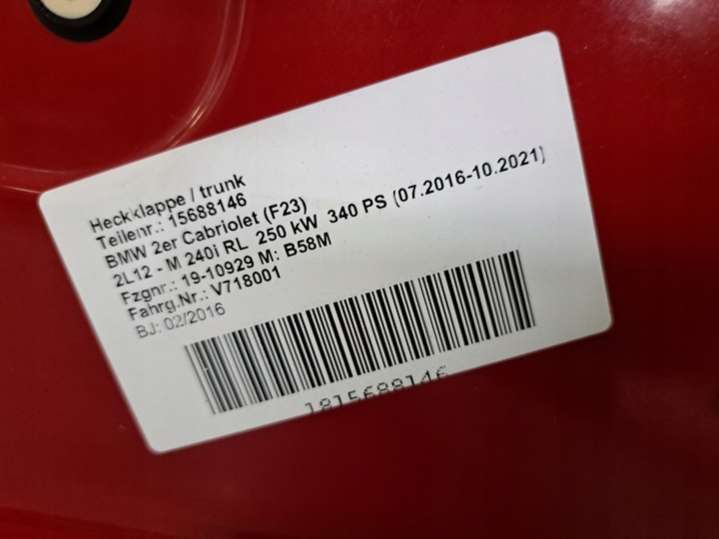 Heckklappe / trunk
Teilenr.: 15688146
BMW 2er Cabriolet (F23)
2L12 - M 240i RL 250 kW 340 PS (07.2016-10.2021)
Fzgnr.: 19-10929 M: B58M
Fahrg.Nr.: V718001
BJ: 02/2016
1815688146